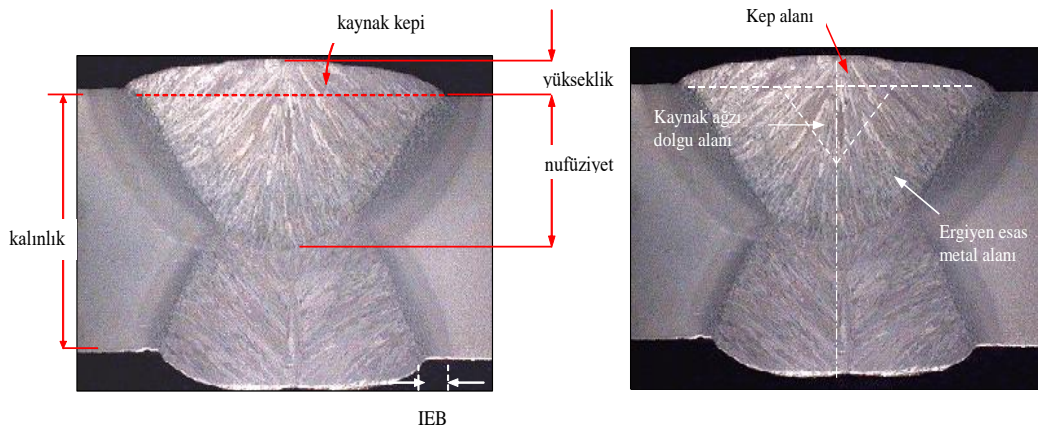 kaynak kepi
yükseklik
nufüziyet
kalınlık
IEB
Kep alanı
Kaynak ağzı
dolgu alanı
Ergiyen esas
metal alanı